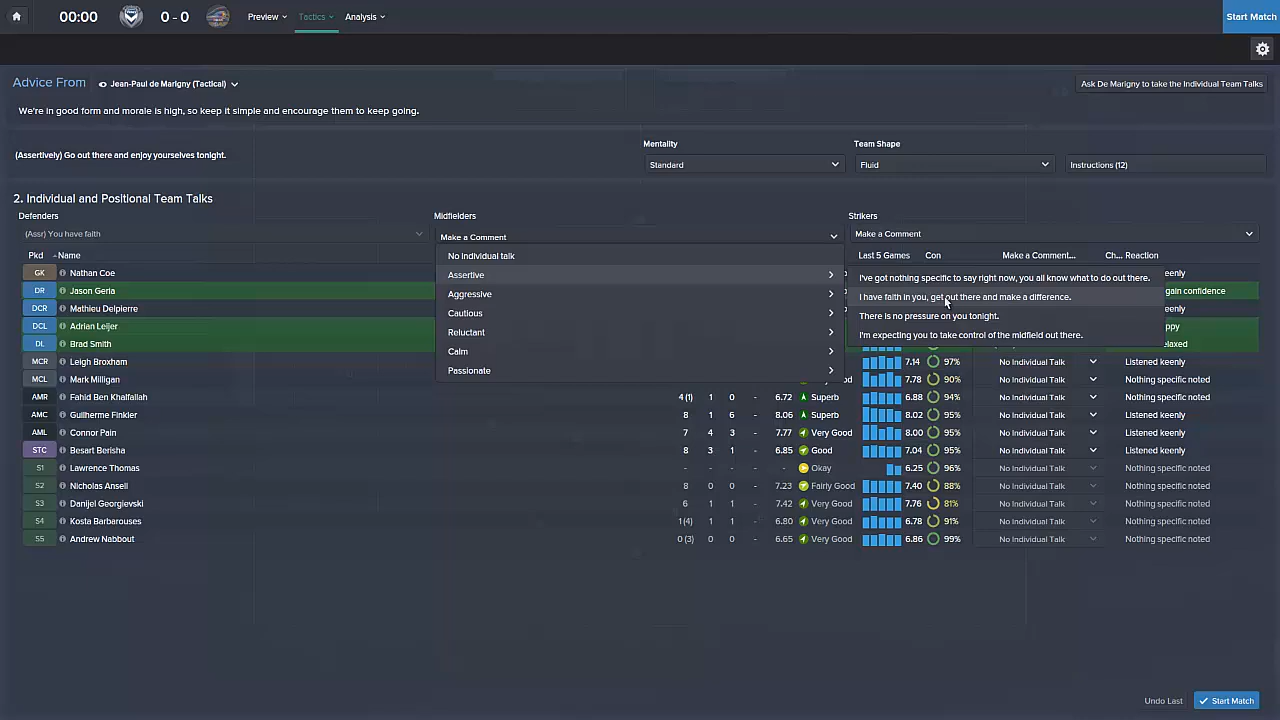 00:00 0 - 0 Preview Tactics Analysis Start Match
Advice From Jean-Paul de Marigny (Tactical) Ask De Marigny to take the Individual Team Talks
We're in good form and morale is high, so keep it simple and encourage them to keep going.
Mentality Team Shape
(Assertively) Go out there and enjoy yourselves tonight.
Standard Fluid Instructions (12)
2. Individual and Positional Team Talks
Defenders Midfielders Strikers
(Assr) You have faith Make a Comment Make a Comment
Pkd Name Last 5 Games Con Make a Comment... Ch... Reaction
No individual talk
Assertive
Aggressive
Cautious
Reluctant
Calm
Passionate
I've got nothing specific to say right now, you all know what to do out there.
I have faith in you, get out there and make a difference.
There is no pressure on you tonight.
I'm expecting you to take control of the midfield out there.
GK Nathan Coe eenly
DR Jason Geria gain confidence
DCR Mathieu Delpierre eenly
DCL Adrian Leijer ppy
DL Brad Smith elaxed
MCR Leigh Broxham 7.14 97% No Individual Talk Listened keenly
MCL Mark Milligan 7.78 90% No Individual Talk Nothing specific noted
AMR Fahid Ben Khalfallah 4 (1) 1 0 - 6.72 Superb 6.88 94% No Individual Talk Nothing specific noted
AMC Guilherme Finkler 8 1 6 - 8.06 Superb 8.02 95% No Individual Talk Listened keenly
AML Connor Pain 7 4 3 - 7.77 Very Good 8.00 95% No Individual Talk Listened keenly
STC Besart Berisha 8 3 1 - 6.85 Good 7.04 95% No Individual Talk Listened keenly
S1 Lawrence Thomas - - - - - Okay 6.25 96% No Individual Talk Nothing specific noted
S2 Nicholas Ansell 8 0 0 - 7.23 Fairly Good 7.40 88% No Individual Talk Nothing specific noted
S3 Danijel Georgievski 6 1 1 - 7.42 Very Good 7.76 81% No Individual Talk Nothing specific noted
S4 Kosta Barbarouses 1(4) 1 1 - 6.80 Very Good 6.78 91% No Individual Talk Nothing specific noted
S5 Andrew Nabbout 0 (3) 0 0 - 6.65 Very Good 6.86 99% No Individual Talk Nothing specific noted
Undo Last Start Match